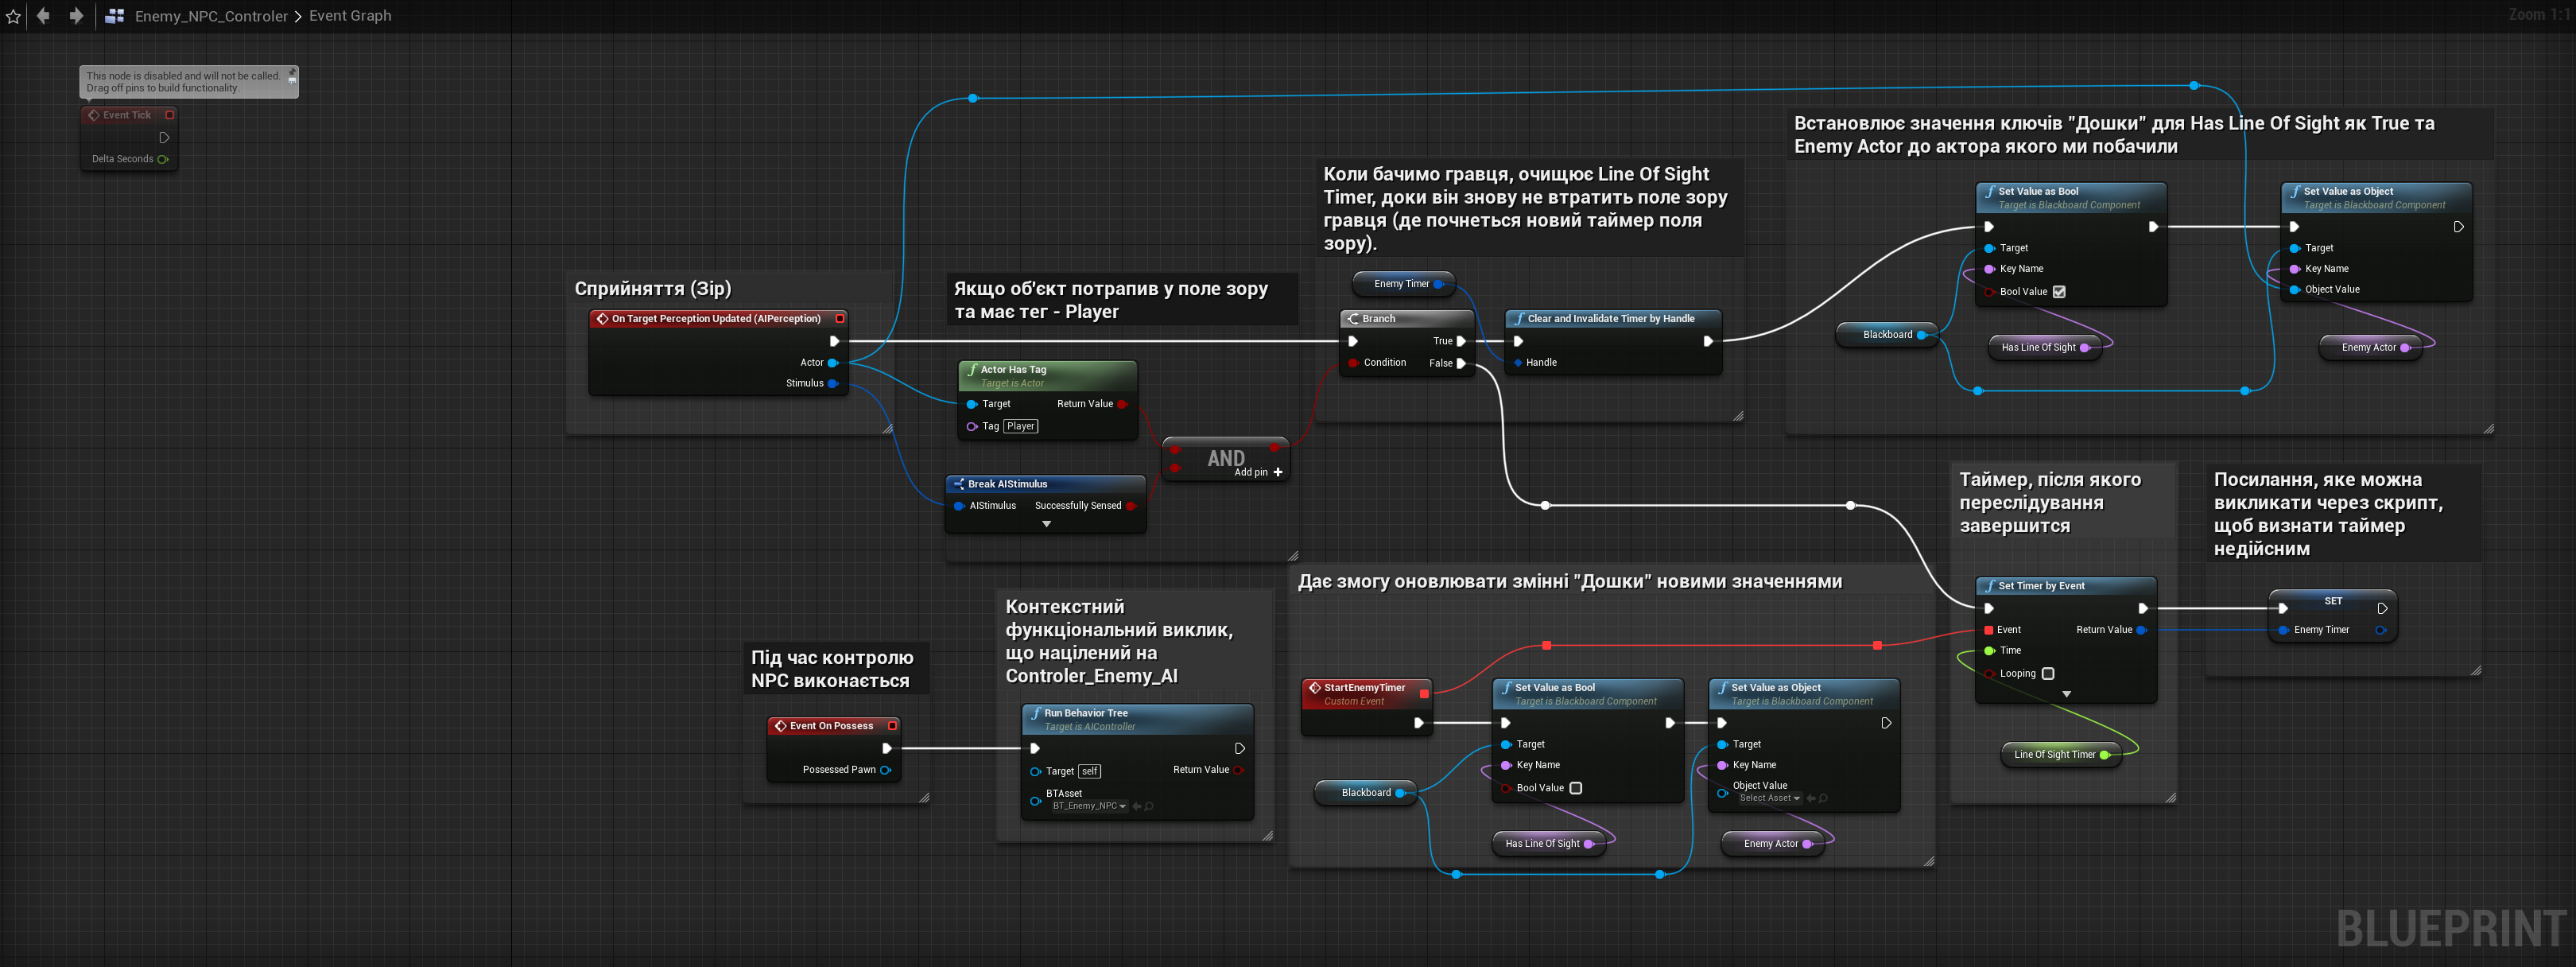 Enemy_NPC_Controler > Event Graph
Zoom 1:1
This node is disabled and will not be called.
Drag off pins to build functionality.
Event Tick
Delta Seconds
Сприйняття (Зір)
On Target Perception Updated (AIPerception)
Actor
Stimulus
Якщо об'єкт потрапив у поле зору
та має тег - Player
Actor Has Tag
Target is Actor
Target
Return Value
Tag
Player
Break AIStimulus
AIStimulus
Successfully Sensed
AND
Add pin +
Коли бачимо гравця, очищює Line Of Sight
Timer, доки він знову не втратить поле зору
гравця (де почнеться новий таймер поля
зору).
Enemy Timer
Branch
True
Condition
False
Clear and Invalidate Timer by Handle
Handle
Встановлює значення ключів "Дошки" для Has Line Of Sight як True та
Enemy Actor до актора якого ми побачили
Set Value as Bool
Target is Blackboard Component
Target
Key Name
Bool Value
Blackboard
Has Line Of Sight
Set Value as Object
Target is Blackboard Component
Target
Key Name
Object Value
Enemy Actor
Під час контролю
NPC виконається
Event On Possess
Possessed Pawn
Контекстний
функціональний виклик,
що націлений на
Controler_Enemy_AI
Run Behavior Tree
Target is AIController
Target
self
Return Value
BTAsset
BT_Enemy_NPC
Дає змогу оновлювати змінні "Дошки" новими значеннями
StartEnemyTimer
Custom Event
Blackboard
Set Value as Bool
Target is Blackboard Component
Target
Key Name
Bool Value
Has Line Of Sight
Set Value as Object
Target is Blackboard Component
Target
Key Name
Object Value
Select Asset
Enemy Actor
Таймер, після якого
переслідування
завершится
Set Timer by Event
Event
Return Value
Time
Looping
Line Of Sight Timer
Посилання, яке можна
викликати через скрипт,
щоб визнати таймер
недійсним
SET
Enemy Timer
BLUEPRINT